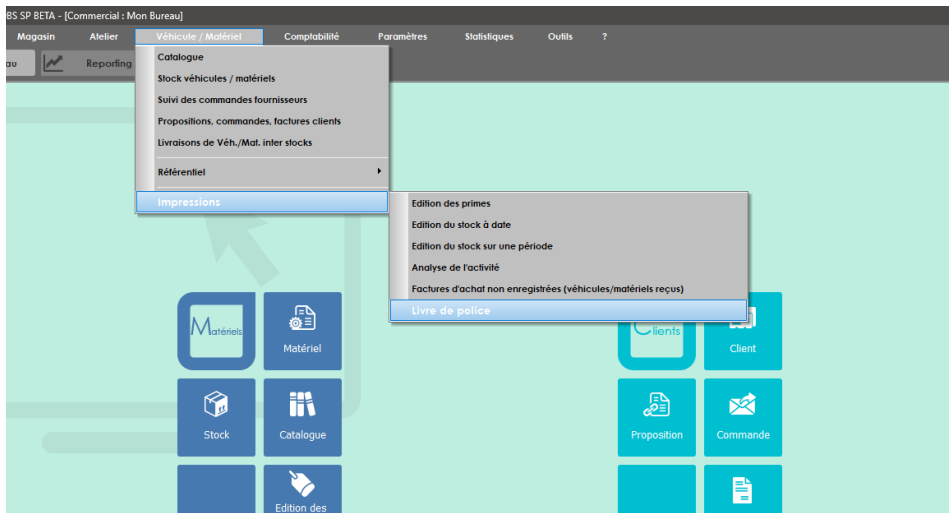 BS SP BETA - [Commercial : Mon Bureau]
Magasin Atelier Véhicule / Matériel Comptabilité Paramètres Statistiques Outils ?
au Reporting
Catalogue
Stock véhicules / matériels
Suivi des commandes fournisseurs
Propositions, commandes, factures clients
Livraisons de Véh./Mat. inter stocks
Référentiel
Impressions
Edition des primes
Edition du stock à date
Edition du stock sur une période
Analyse de l'activité
Factures d'achat non enregistrées (véhicules/matériels reçus)
Livre de police
Matériels
Matériel
Clients
Client
Stock
Catalogue
Proposition
Commande
Edition des